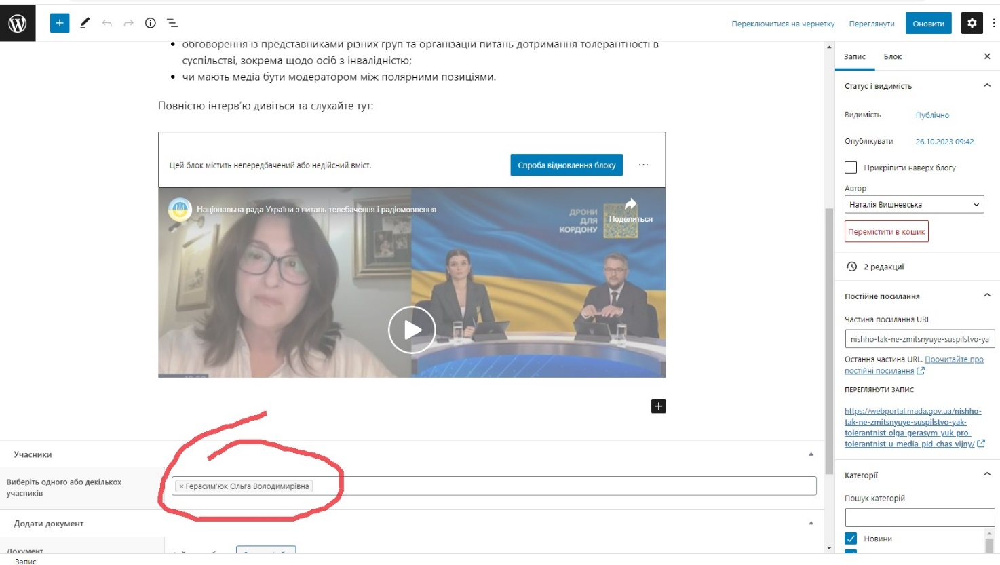 Переключитися на чернетку
Переглянути
Оновити
обговорення із представниками різних груп та організацій питань дотримання толерантності в
суспільстві, зокрема щодо осіб з інвалідністю;
чи мають медіа бути модератором між полярними позиціями.
Повністю інтерв'ю дивіться та слухайте тут:
Цей блок містить непередбачений або недійсний вміст.
Спроба відновлення блоку
Національна рада України з питань телебачення і радіомовлення
ДРОНИ
ДЛЯ
КОРДОНУ
Поделиться
Учасники
Виберіть одного або декількох
учасників
× Герасим'юк Ольга Володимирівна
Додати документ
Документ
Запис
Запис
Блок
Статус і видимість
Видимість
Публічно
Опублікувати
26.10.2023 09:42
Прикріпити наверх блогу
Автор
Наталія Вишневська
Перемістити в кошик
2 редакції
Постійне посилання
Частина посилання URL
nishho-tak-ne-zmitsnyuye-suspilstvo-ya
Остання частина URL. Прочитайте про
постійні посилання
ПЕРЕГЛЯНУТИ ЗАПИС
https://webportal.nrada.gov.ua/nishho-
tak-ne-zmitsnyuye-suspilstvo-yak-
tolerantnist-olga-gerasym-yuk-pro-
tolerantnist-u-media-pid-chas-vijny/
Категорії
Пошук категорій
Новини